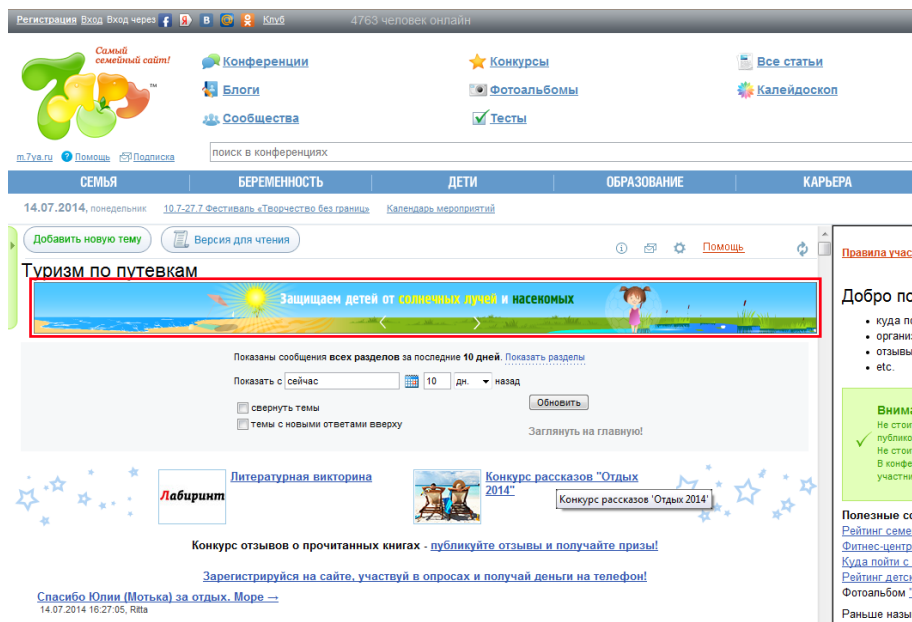 Регистрация Вход Вход через Клуб 4763 человек онлайн
Самый
семейный сайт!
7я.ру
TM
Конференции
Конкурсы
Все статьи
Блоги
Фотоальбомы
Калейдоскоп
Сообщества
Тесты
m.7ya.ru Помощь Подписка
поиск в конференциях
СЕМЬЯ БЕРЕМЕННОСТЬ ДЕТИ ОБРАЗОВАНИЕ КАРЬЕРА
14.07.2014, понедельник 10.7-27.7 Фестиваль «Творчество без границ» Календарь мероприятий
Добавить новую тему Версия для чтения Помощь
Туризм по путевкам
Защищаем детей от солнечных лучей и насекомых
Показаны сообщения всех разделов за последние 10 дней. Показать разделы
Показать с сейчас 10 дн. назад
свернуть темы
Обновить
темы с новыми ответами вверху
Заглянуть на главную!
Лабиринт
Литературная викторина
Конкурс рассказов "Отдых
2014"
Конкурс рассказов 'Отдых 2014'
Конкурс отзывов о прочитанных книгах - публикуйте отзывы и получайте призы!
Зарегистрируйся на сайте, участвуй в опросах и получай деньги на телефон!
Спасибо Юлии (Мотька) за отдых. Море →
14.07.2014 16:27:05, Ritta
Правила учас
Добро по
куда по
организ
отзывы
etc.
Внима
Не стои
публико
Не стои
В конфе
участни
Полезные со
Рейтинг семе
Фитнес-центр
Куда пойти с
Рейтинг детск
Фотоальбом "
Раньше назы